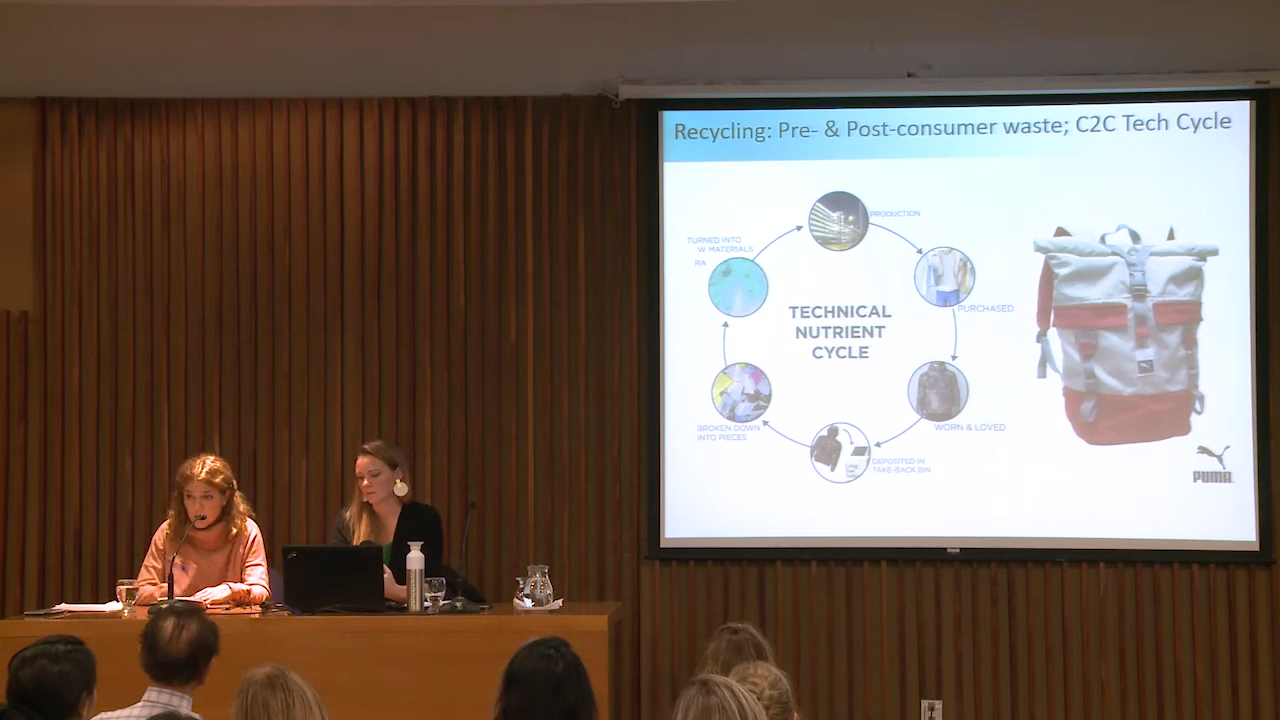 Recycling: Pre- & Post-consumer waste; C2C Tech Cycle
PRODUCTION
TURNED INTO
W MATERIALS
RA
PURCHASED
TECHNICAL
NUTRIENT
CYCLE
WORN & LOVED
BROKEN DOWN
INTO PIECES
DEPOSITED IN
TAKE-BACK BIN
PUMA